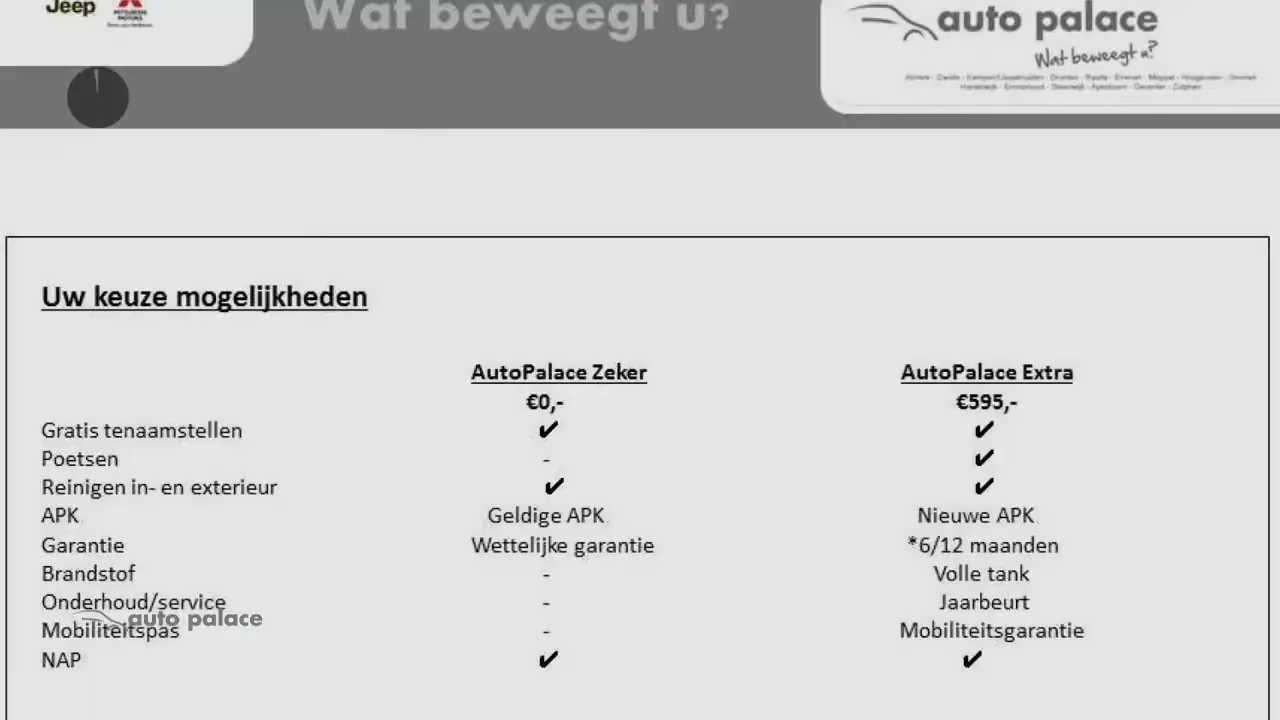 Jeep
MITSUBISHI
MOTORS
Wat beweegt u?
auto palace
Wat beweegt u?
Uw keuze mogelijkheden
AutoPalace Zeker AutoPalace Extra
€0,- €595,-
Gratis tenaamstellen ✔ ✔
Poetsen - ✔
Reinigen in- en exterieur ✔ ✔
APK Geldige APK Nieuwe APK
Garantie Wettelijke garantie *6/12 maanden
Brandstof - Volle tank
Onderhoud/service - Jaarbeurt
auto palace
Mobiliteitspas - Mobiliteitsgarantie
NAP ✔ ✔